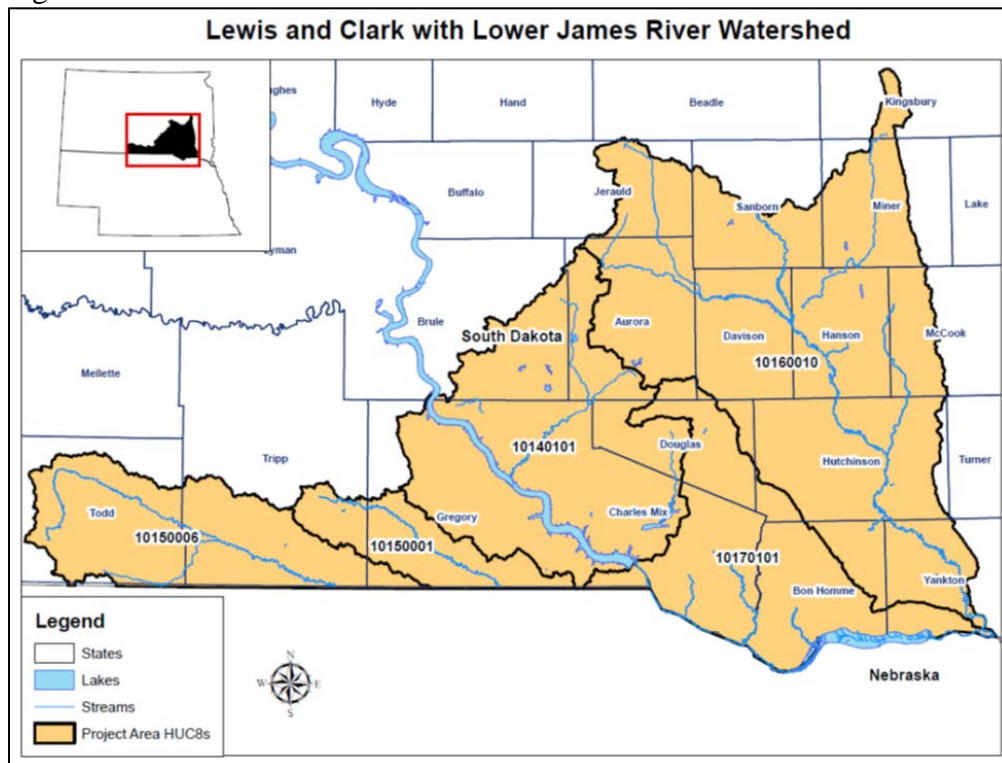 Lewis and Clark with Lower James River Watershed
ghes
Hyde
Hand
Beadle
Kingsbury
Buffalo
Jerauld
Sanborn
Miner
Lake
yman
Brule
South Dakota
Aurora
Davison
Hanson
McCook
10160010
Mellette
Tripp
10140101
Douglas
Hutchinson
Turner
Todd
Gregory
Charles Mix
10150006
10150001
10170101
Bon Homme
Yankton
Nebraska
Legend
States
Lakes
Streams
Project Area HUC8s
N
W E
S